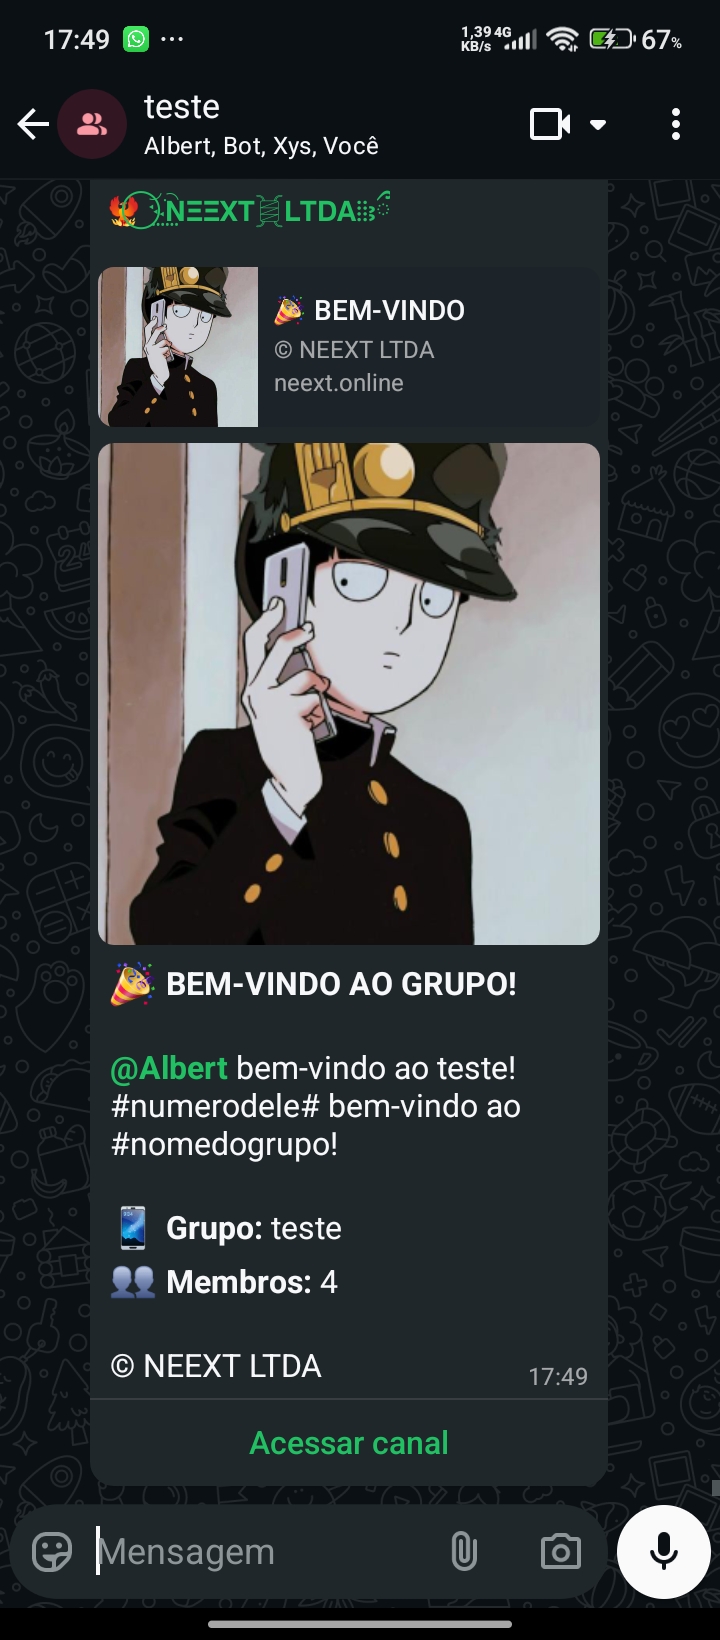 17:49
1,39 4G
KB/s
67%
teste
Albert, Bot, Xys, Você
NΞΞXT LTDA
🎉 BEM-VINDO
© NEEXT LTDA
neext.online
🎉 BEM-VINDO AO GRUPO!
@Albert bem-vindo ao teste!
#numerodele# bem-vindo ao
#nomedogrupo!
📱 Grupo: teste
👥 Membros: 4
© NEEXT LTDA
17:49
Acessar canal
Mensagem